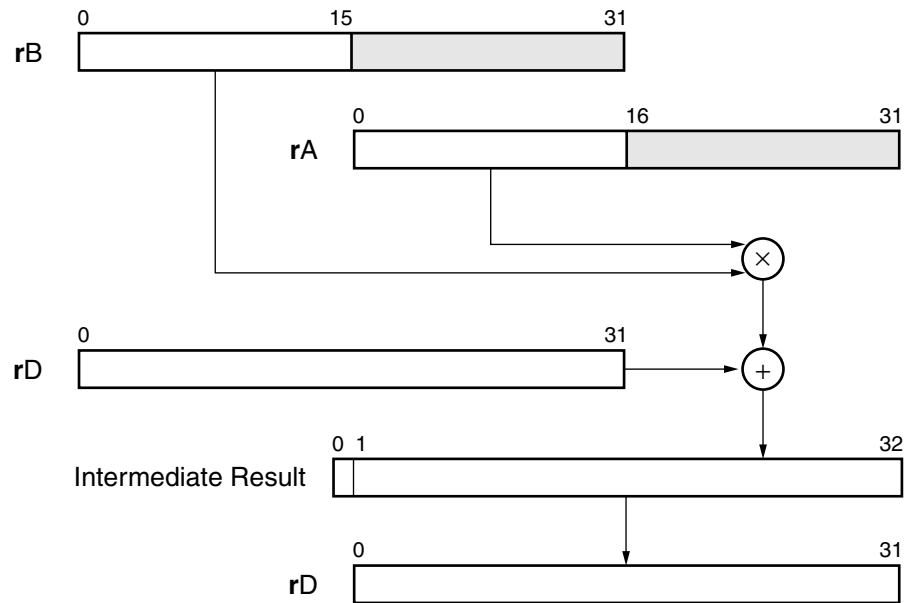 0 15 31
rB
0 16 31
rA
×
0 31
rD
+
0 1 32
Intermediate Result
0 31
rD